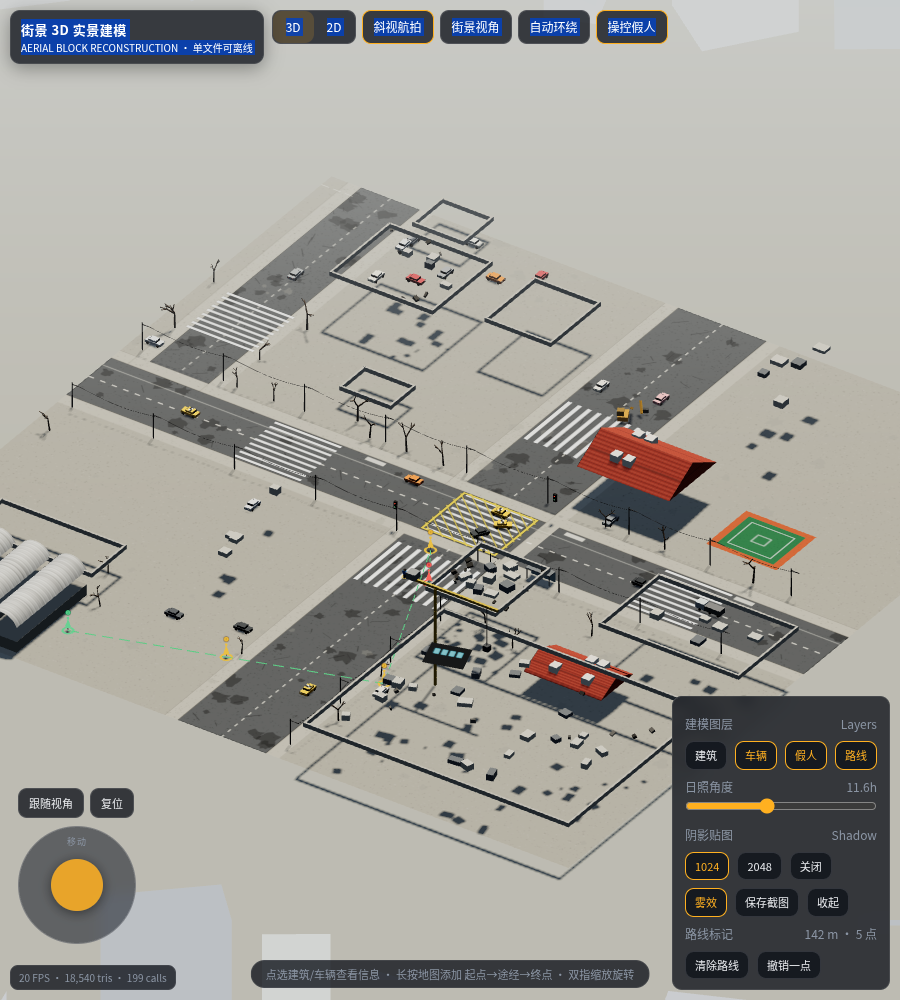 街景 3D 实景建模
AERIAL BLOCK RECONSTRUCTION · 单文件可离线
3D
2D
斜视航拍
街景视角
自动环绕
操控假人
建模图层
Layers
建筑
车辆
假人
路线
日照角度
11.6h
阴影贴图
Shadow
1024
2048
关闭
雾效
保存截图
收起
路线标记
142 m · 5 点
清除路线
撤销一点
跟随视角
复位
移动
20 FPS · 18,540 tris · 199 calls
点选建筑/车辆查看信息 · 长按地图添加 起点→途经→终点 · 双指缩放旋转